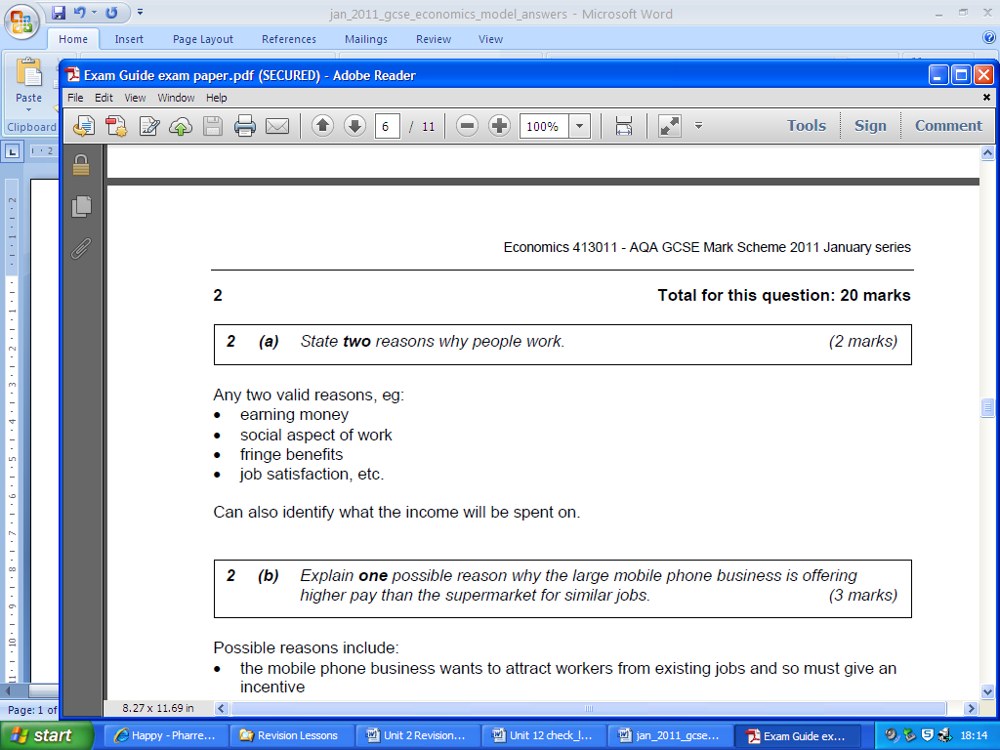 jan_2011_gcse_economics_model_answers - Microsoft Word
Home Insert Page Layout References Mailings Review View
Paste
Clipboard
Exam Guide exam paper.pdf (SECURED) - Adobe Reader
File Edit View Window Help
6 / 11 100% Tools Sign Comment
Economics 413011 - AQA GCSE Mark Scheme 2011 January series
2 Total for this question: 20 marks
2 (a) State two reasons why people work. (2 marks)
Any two valid reasons, eg:
• earning money
• social aspect of work
• fringe benefits
• job satisfaction, etc.
Can also identify what the income will be spent on.
2 (b) Explain one possible reason why the large mobile phone business is offering
higher pay than the supermarket for similar jobs. (3 marks)
Possible reasons include:
• the mobile phone business wants to attract workers from existing jobs and so must give an
incentive
8.27 x 11.69 in
Page: 1 of
start Happy - Pharre... Revision Lessons Unit 2 Revision... Unit 12 check_l... jan_2011_gcse... Exam Guide ex... 18:14